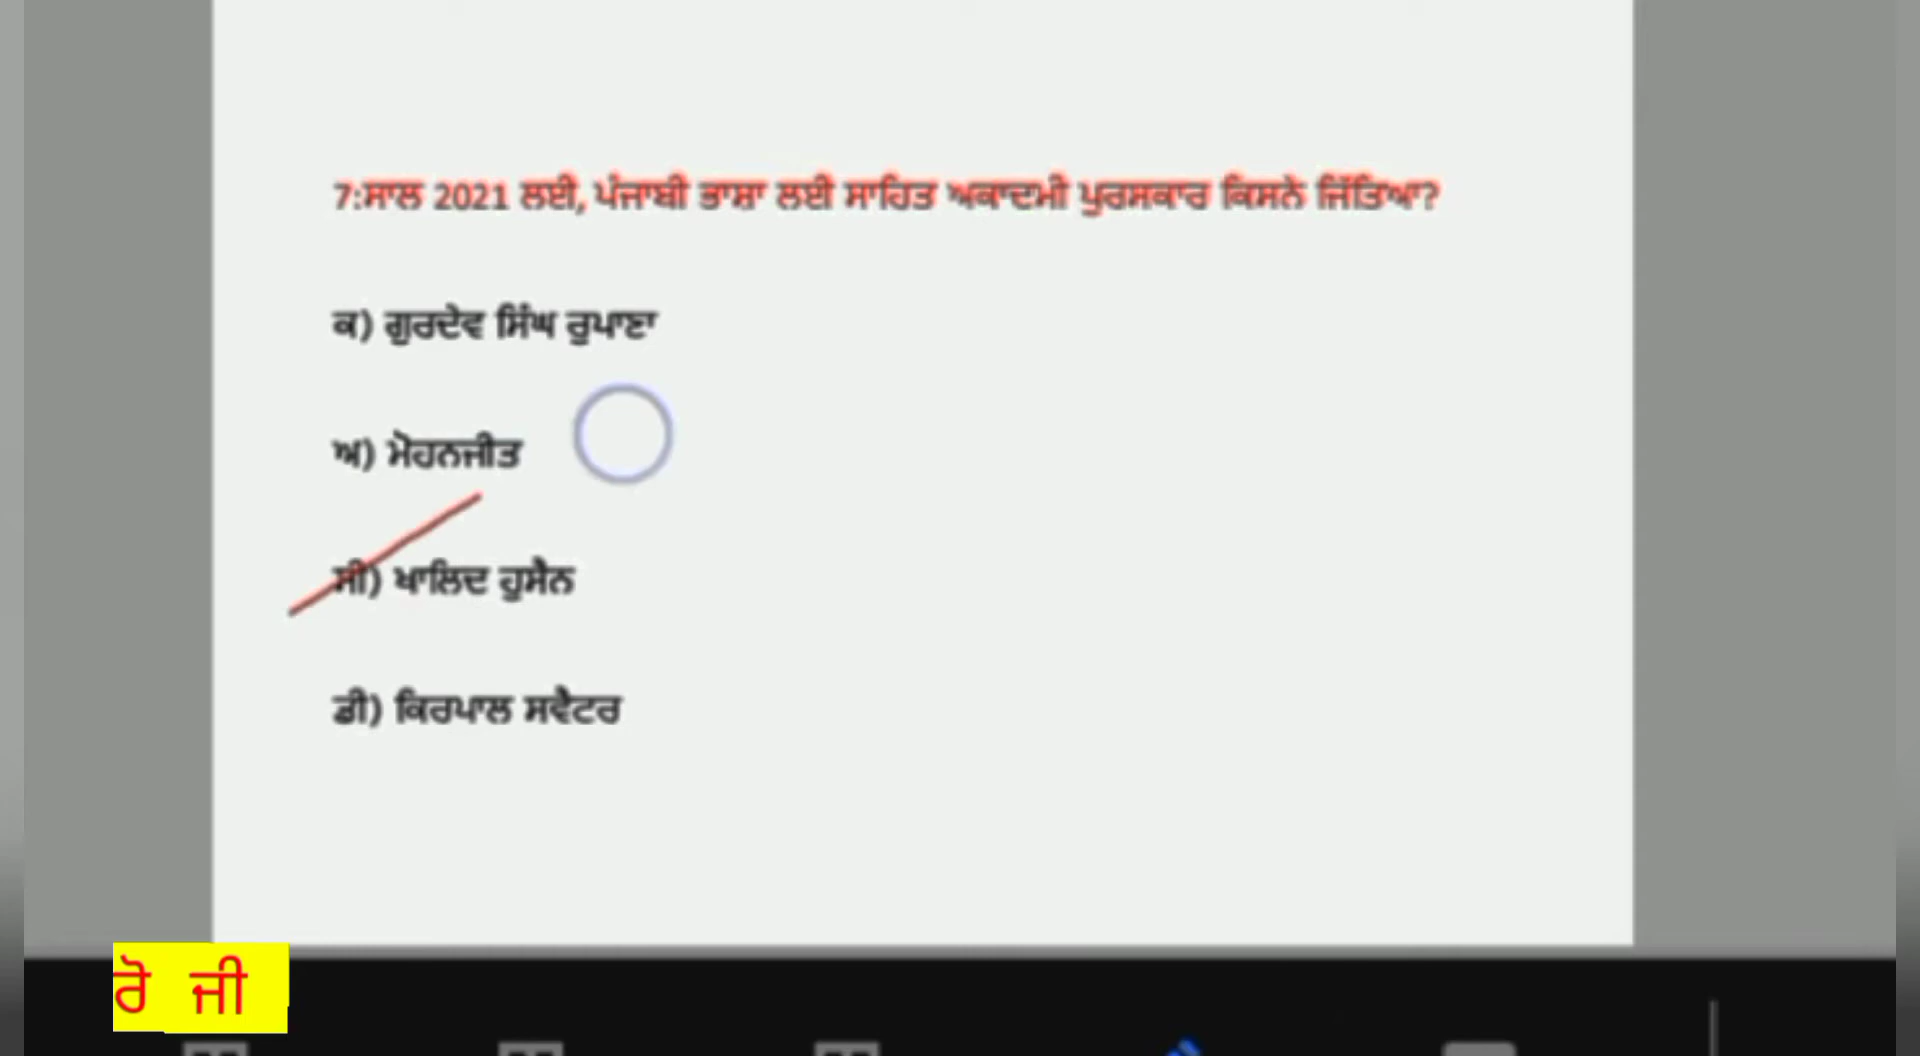 7:ਸਾਲ 2021 ਲਈ, ਪੰਜਾਬੀ ਭਾਸ਼ਾ ਲਈ ਸਾਹਿਤ ਅਕਾਦਮੀ ਪੁਰਸਕਾਰ ਕਿਸਨੇ ਜਿੱਤਿਆ?
ਕ) ਗੁਰਦੇਵ ਸਿੰਘ ਰੁਪਾਣਾ
ਅ) ਮੋਹਨਜੀਤ
ਸੀ) ਖਾਲਿਦ ਹੁਸੈਨ
ਡੀ) ਕਿਰਪਾਲ ਸਵੈਟਰ
ਰੋ ਜੀ